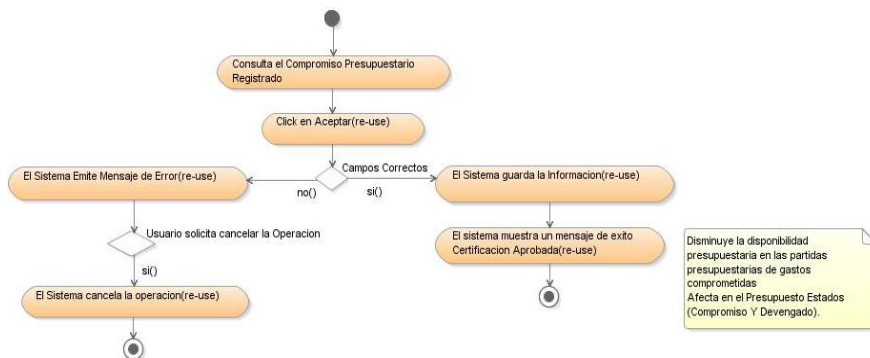 Consulta el Compromiso Presupuestario
Registrado
Click en Aceptar(re-use)
Campos Correctos
El Sistema Emite Mensaje de Error(re-use)
no()
si()
El Sistema guarda la Informacion(re-use)
Usuario solicita cancelar la Operacion
si()
El sistema muestra un mensaje de exito
Certificacion Aprobada(re-use)
El Sistema cancela la operacion(re-use)
Disminuye la disponibilidad
presupuestaria en las partidas
presupuestarias de gastos
comprometidas
Afecta en el Presupuesto Estados
(Compromiso Y Devengado).